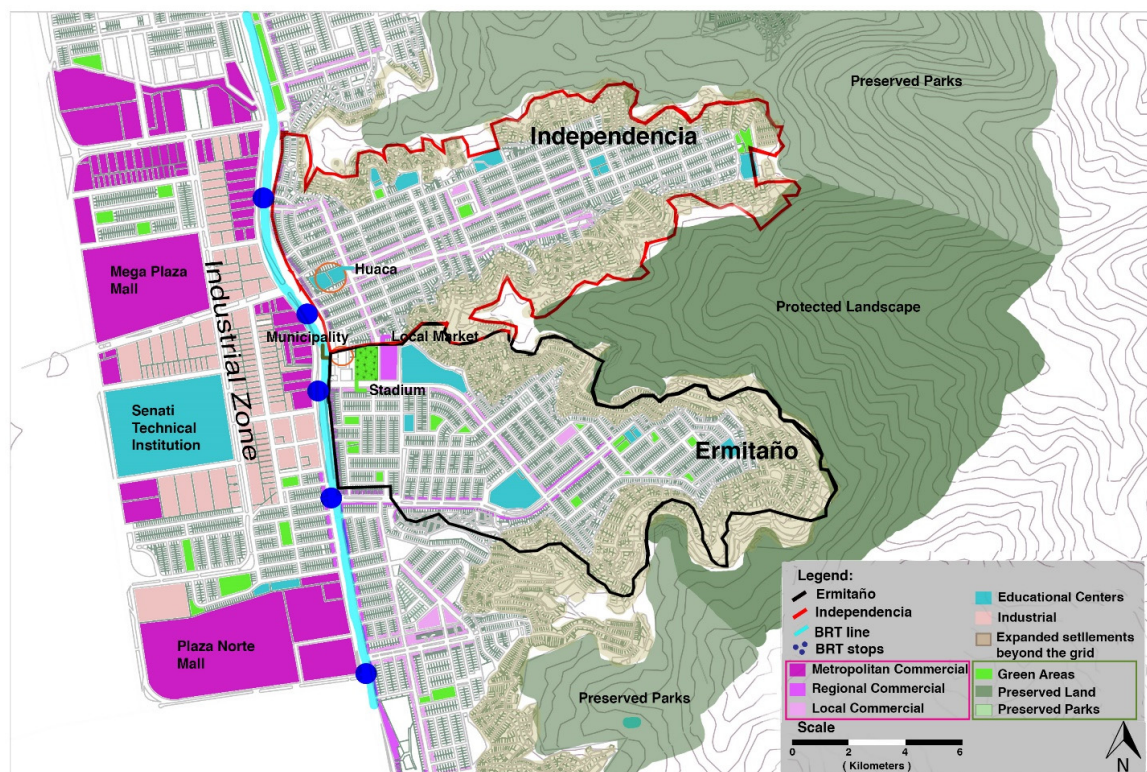 Preserved Parks
Independencia
Huaca
Mega Plaza
Mall
Industrial Zone
Protected Landscape
Municipality
Local Market
Stadium
Senati
Technical
Institution
Ermitaño
Plaza Norte
Mall
Preserved Parks
Legend:
Ermitaño
Independencia
BRT line
BRT stops
Metropolitan Commercial
Regional Commercial
Local Commercial
Educational Centers
Industrial
Expanded setllements
beyond the grid
Green Areas
Preserved Land
Preserved Parks
Scale
0 2 4 6
( Kilometers )
N